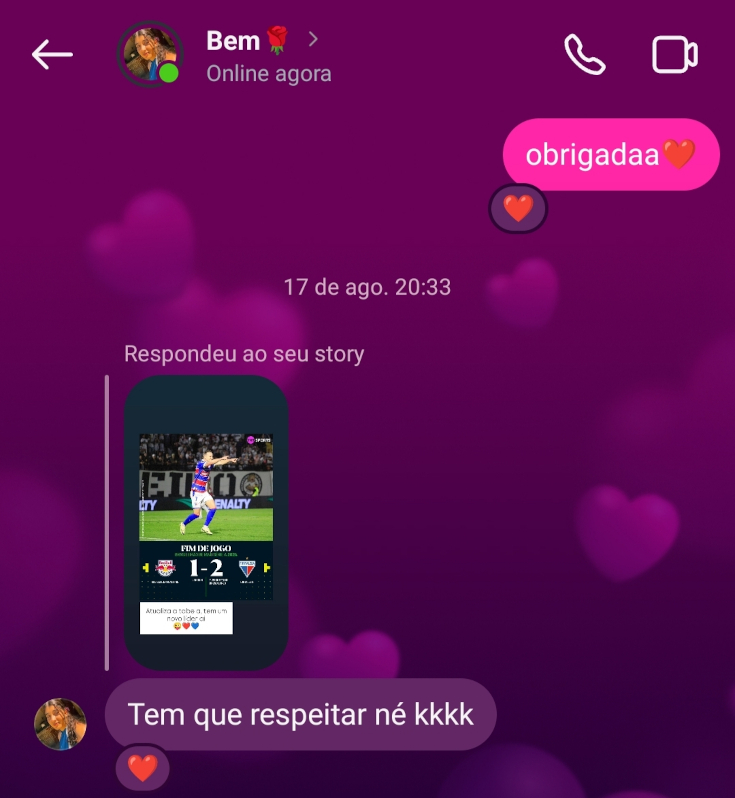 Bem🌹
Online agora
obrigadaa❤️
❤️
17 de ago. 20:33
Respondeu ao seu story
SPORTS
PENALTY
FIM DE JOGO
1-2
Atualiza a tabela, tem um
novo líder aí
😜❤️💙
Tem que respeitar né kkkk
❤️